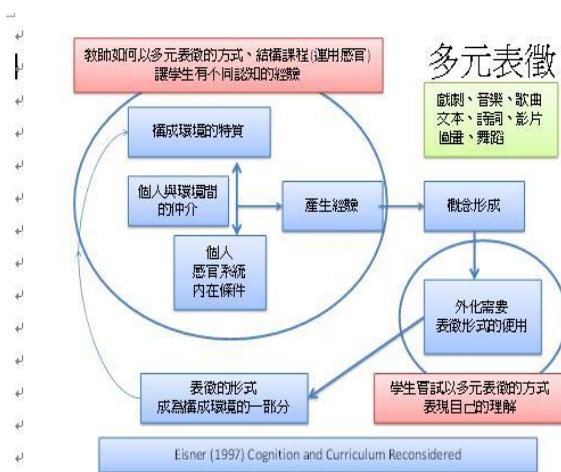 教師如何以多元表徵的方式、結構課程(運用感官)
讓學生有不同認知的經驗
多元表徵
戲劇、音樂、歌曲
文本、詩詞、影片
圖畫、舞蹈
構成環境的特質
個人與環境間
的仲介
產生經驗
概念形成
個人
感官系統
內在條件
外化需要
表徵形式的使用
表徵的形式
成為構成環境的一部分
學生嘗試以多元表徵的方式
表現自己的理解
Eisner (1997) Cognition and Curriculum Reconsidered